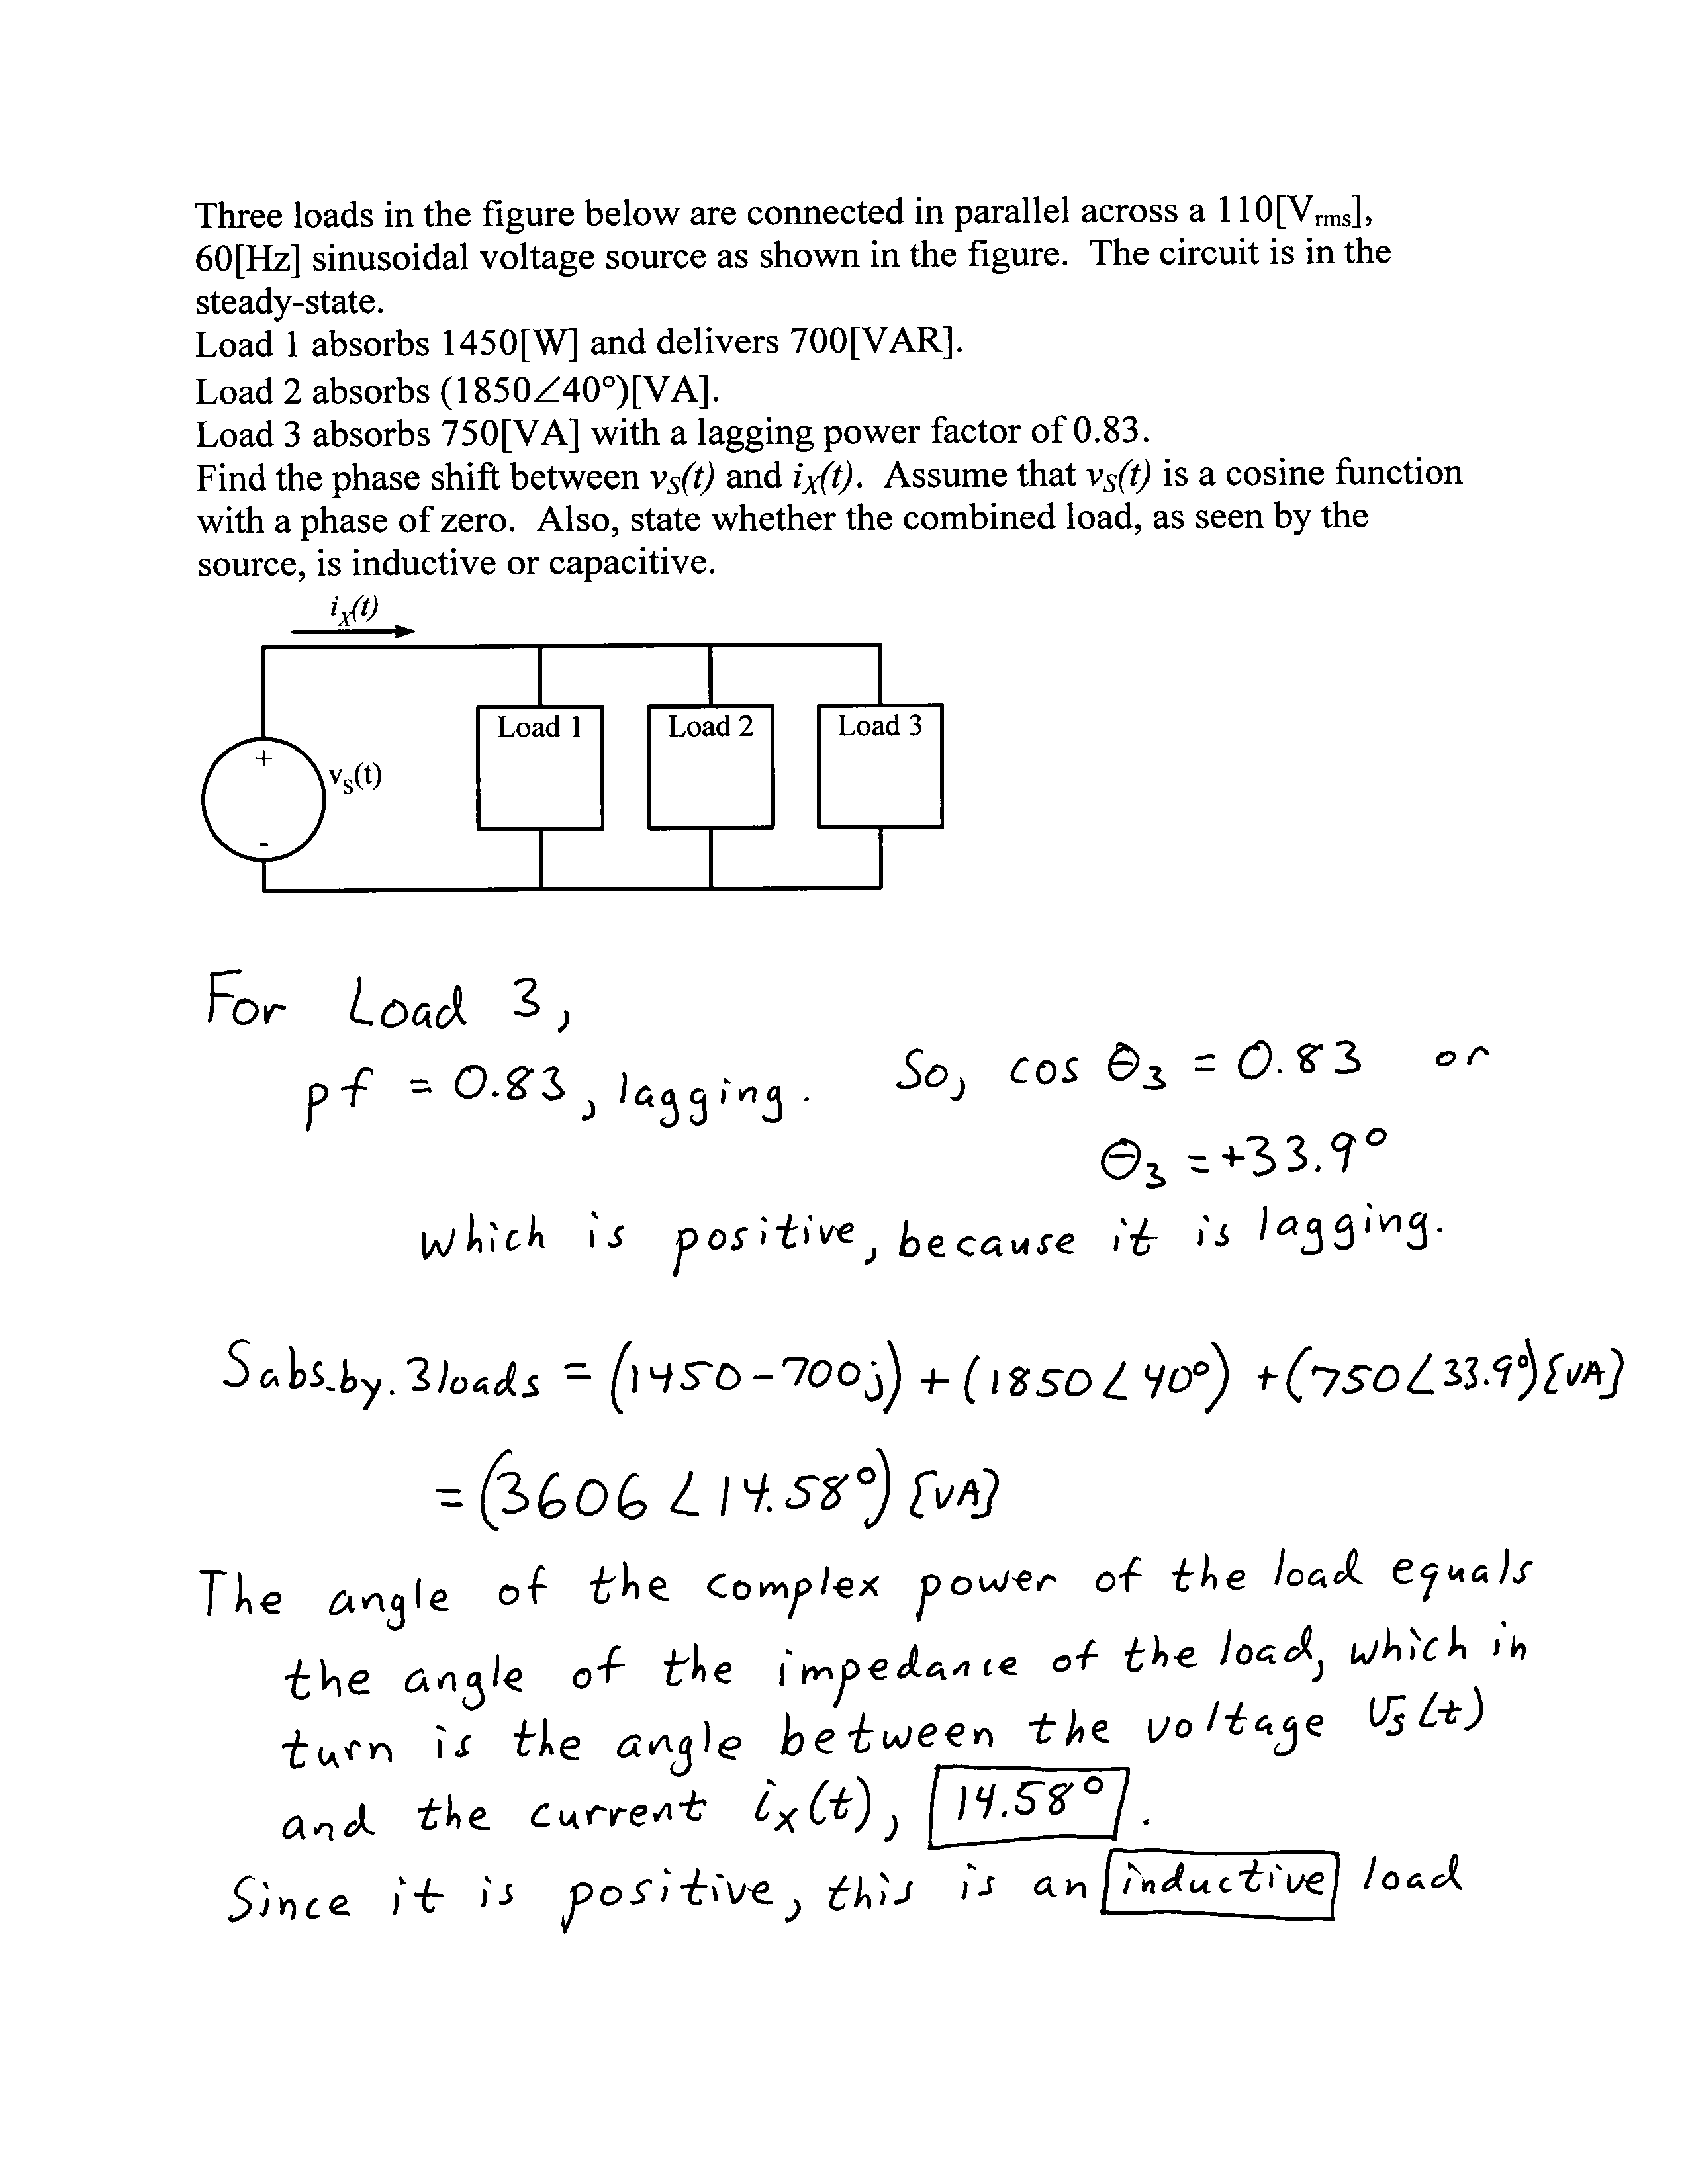 Three loads in the figure below are connected in parallel across a 110[Vrms],
60[Hz] sinusoidal voltage source as shown in the figure.  The circuit is in the
steady-state.
Load 1 absorbs 1450[W] and delivers 700[VAR].
Load 2 absorbs (1850∠40°)[VA].
Load 3 absorbs 750[VA] with a lagging power factor of 0.83.
Find the phase shift between vS(t) and iX(t).  Assume that vS(t) is a cosine function
with a phase of zero.  Also, state whether the combined load, as seen by the
source, is inductive or capacitive.
iX(t)
Load 1 Load 2 Load 3
+
vS(t)
-
For Load 3,
pf = 0.83, lagging. So, cos θ3 = 0.83 or
θ3 = +33.9°
which is positive, because it is lagging.
Sabs.by.3loads = (1450-700j) + (1850∠40°) + (750∠33.9°)[VA]
= (3606∠14.58°)[VA]
The angle of the complex power of the load equals
the angle of the impedance of the load, which in
turn is the angle between the voltage vs(t)
and the current ix(t), 14.58°.
Since it is positive, this is an inductive load